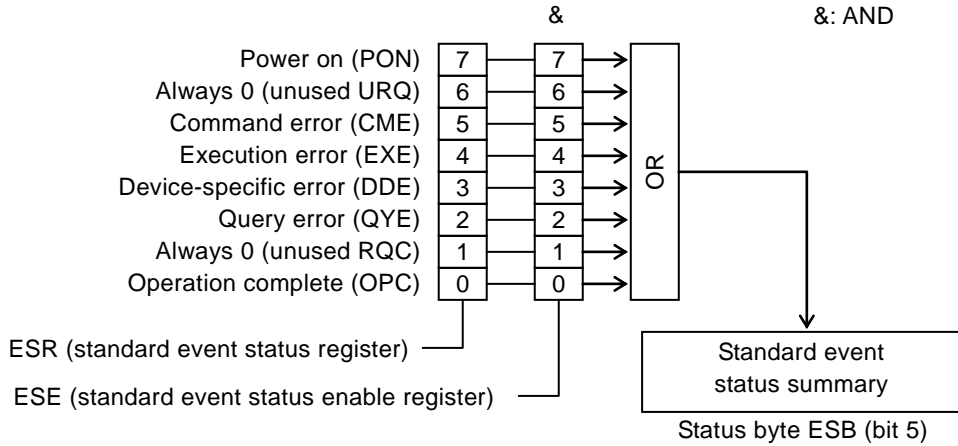 & &: AND
Power on (PON) 7 7
Always 0 (unused URQ) 6 6
Command error (CME) 5 5
Execution error (EXE) 4 4
Device-specific error (DDE) 3 3
Query error (QYE) 2 2
Always 0 (unused RQC) 1 1
Operation complete (OPC) 0 0
OR
ESR (standard event status register)
ESE (standard event status enable register)
Standard event
status summary
Status byte ESB (bit 5)